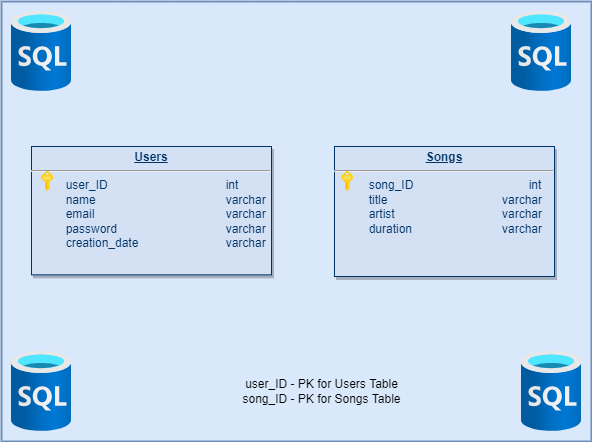 SQL
SQL
Users
user_ID int
name varchar
email varchar
password varchar
creation_date varchar
Songs
song_ID int
title varchar
artist varchar
duration varchar
SQL
user_ID - PK for Users Table
song_ID - PK for Songs Table
SQL